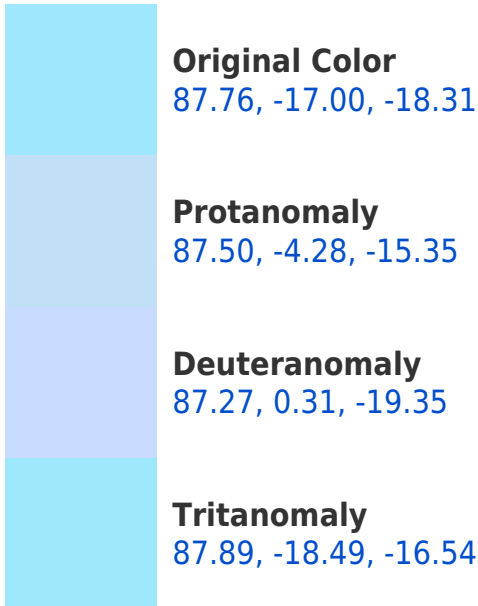 Original Color
87.76, -17.00, -18.31
Protanomaly
87.50, -4.28, -15.35
Deuteranomaly
87.27, 0.31, -19.35
Tritanomaly
87.89, -18.49, -16.54